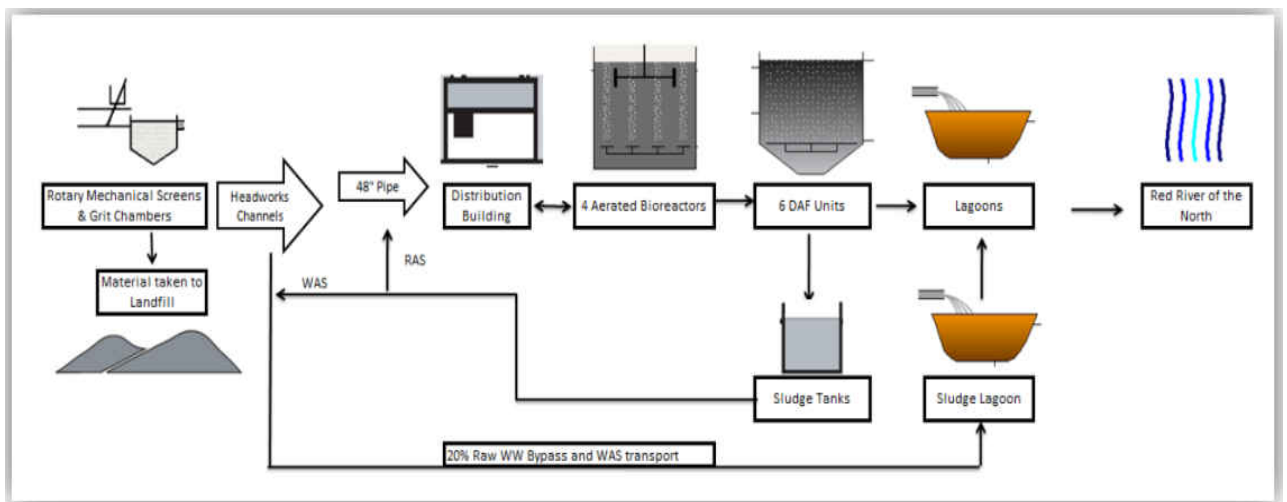 Rotary Mechanical Screens
& Grit Chambers
Headworks
Channels
48" Pipe
Distribution
Building
4 Aerated Bioreactors
6 DAF Units
Lagoons
Red River of the
North
Material taken to
Landfill
WAS
RAS
Sludge Tanks
Sludge Lagoon
20% Raw WW Bypass and WAS transport